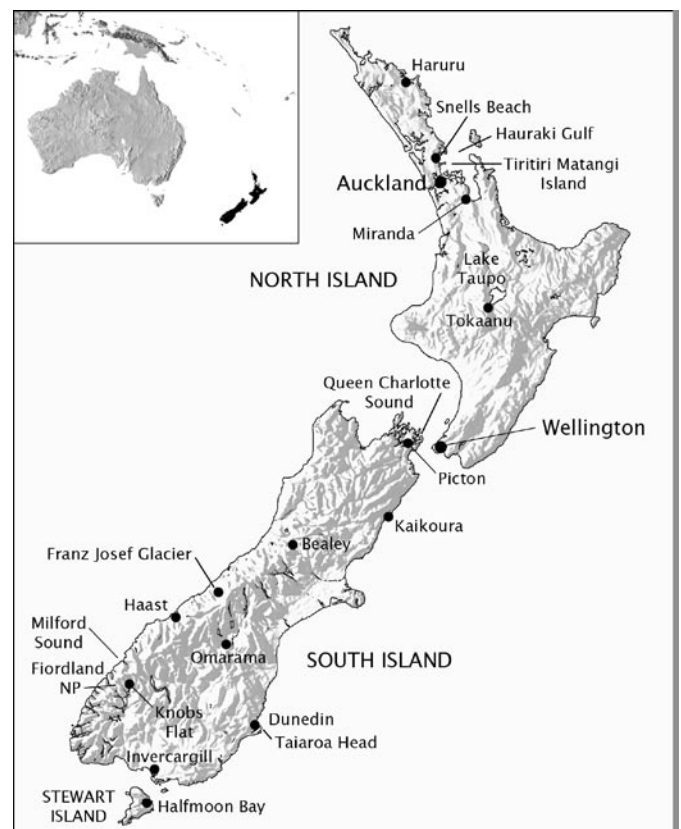 Haruru
Snells Beach
Hauraki Gulf
Tiritiri Matangi
Island
Auckland
Miranda
Lake
Taupo
NORTH ISLAND
Tokaanu
Queen Charlotte
Sound
Wellington
Picton
Kaikoura
Bealey
Franz Josef Glacier
Haast
Milford
Sound
Omarama
SOUTH ISLAND
Fiordland
NP
Knobs
Flat
Dunedin
Taiaroa Head
Invercargill
STEWART
ISLAND
Halfmoon Bay